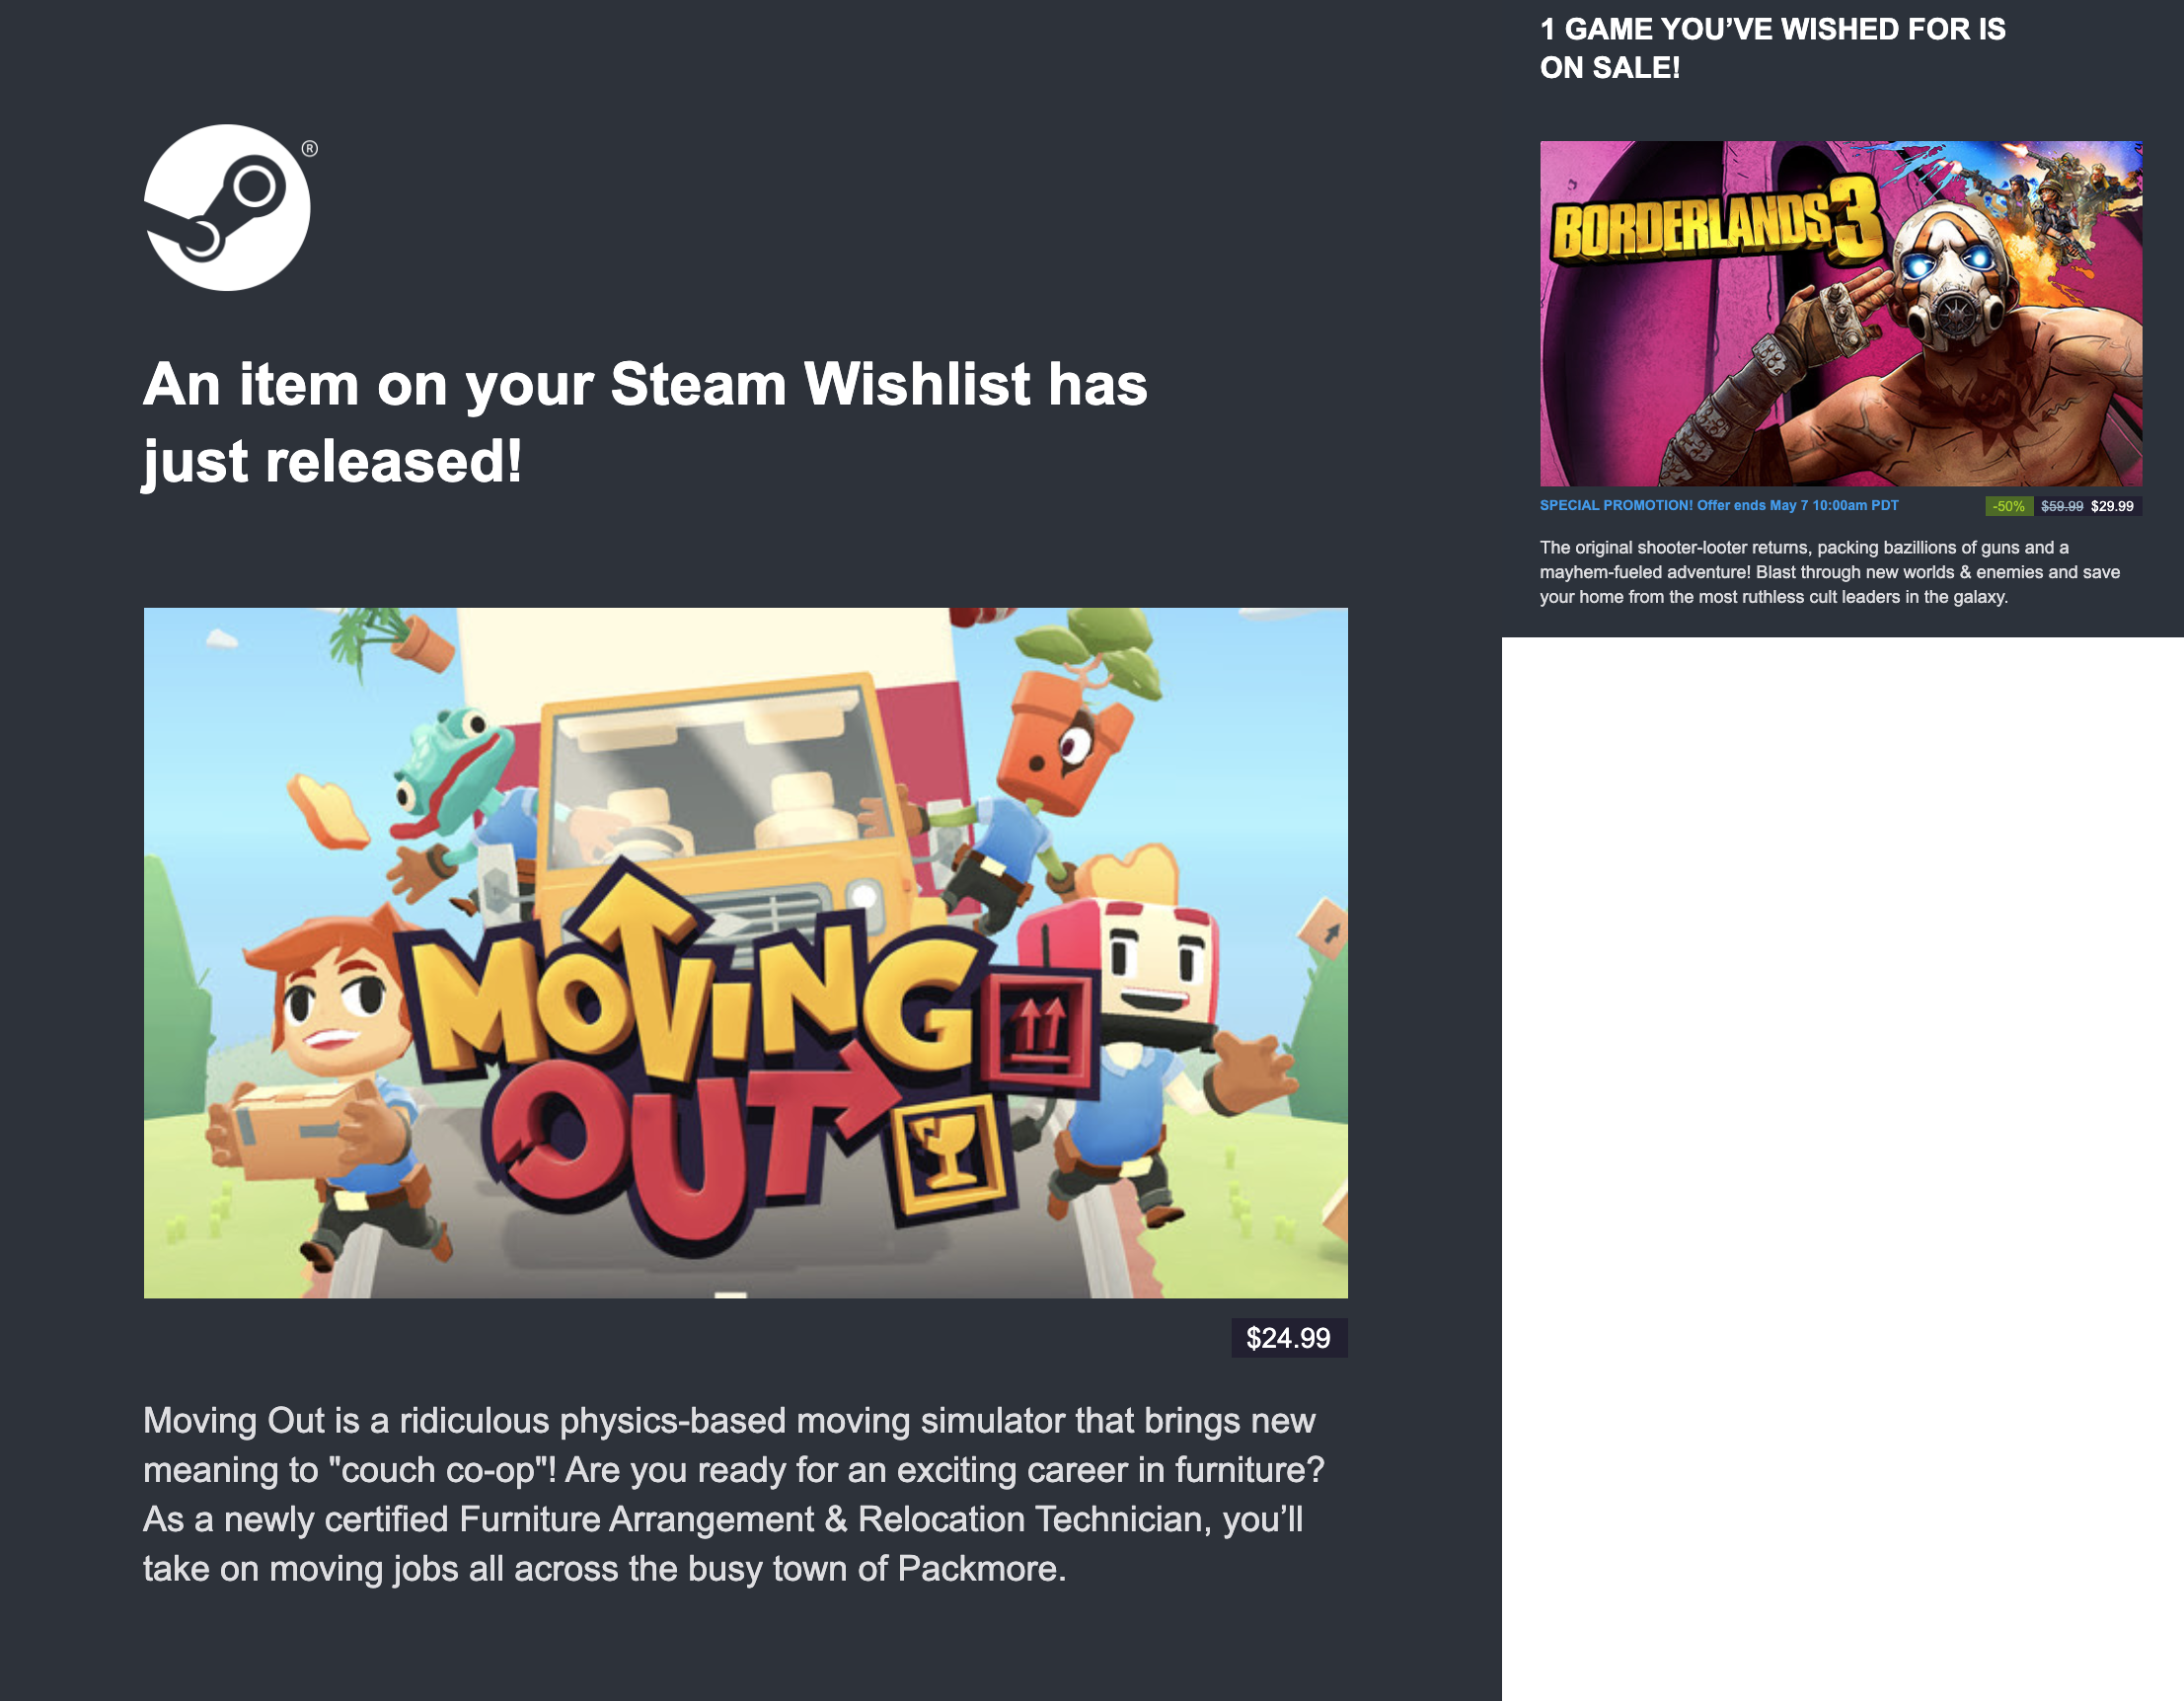 ®
An item on your Steam Wishlist has
just released!
MOVING
OUT
$24.99
Moving Out is a ridiculous physics-based moving simulator that brings new
meaning to "couch co-op"! Are you ready for an exciting career in furniture?
As a newly certified Furniture Arrangement & Relocation Technician, you’ll
take on moving jobs all across the busy town of Packmore.
1 GAME YOU’VE WISHED FOR IS
ON SALE!
BORDERLANDS 3
SPECIAL PROMOTION! Offer ends May 7 10:00am PDT
-50% $59.99 $29.99
The original shooter-looter returns, packing bazillions of guns and a
mayhem-fueled adventure! Blast through new worlds & enemies and save
your home from the most ruthless cult leaders in the galaxy.